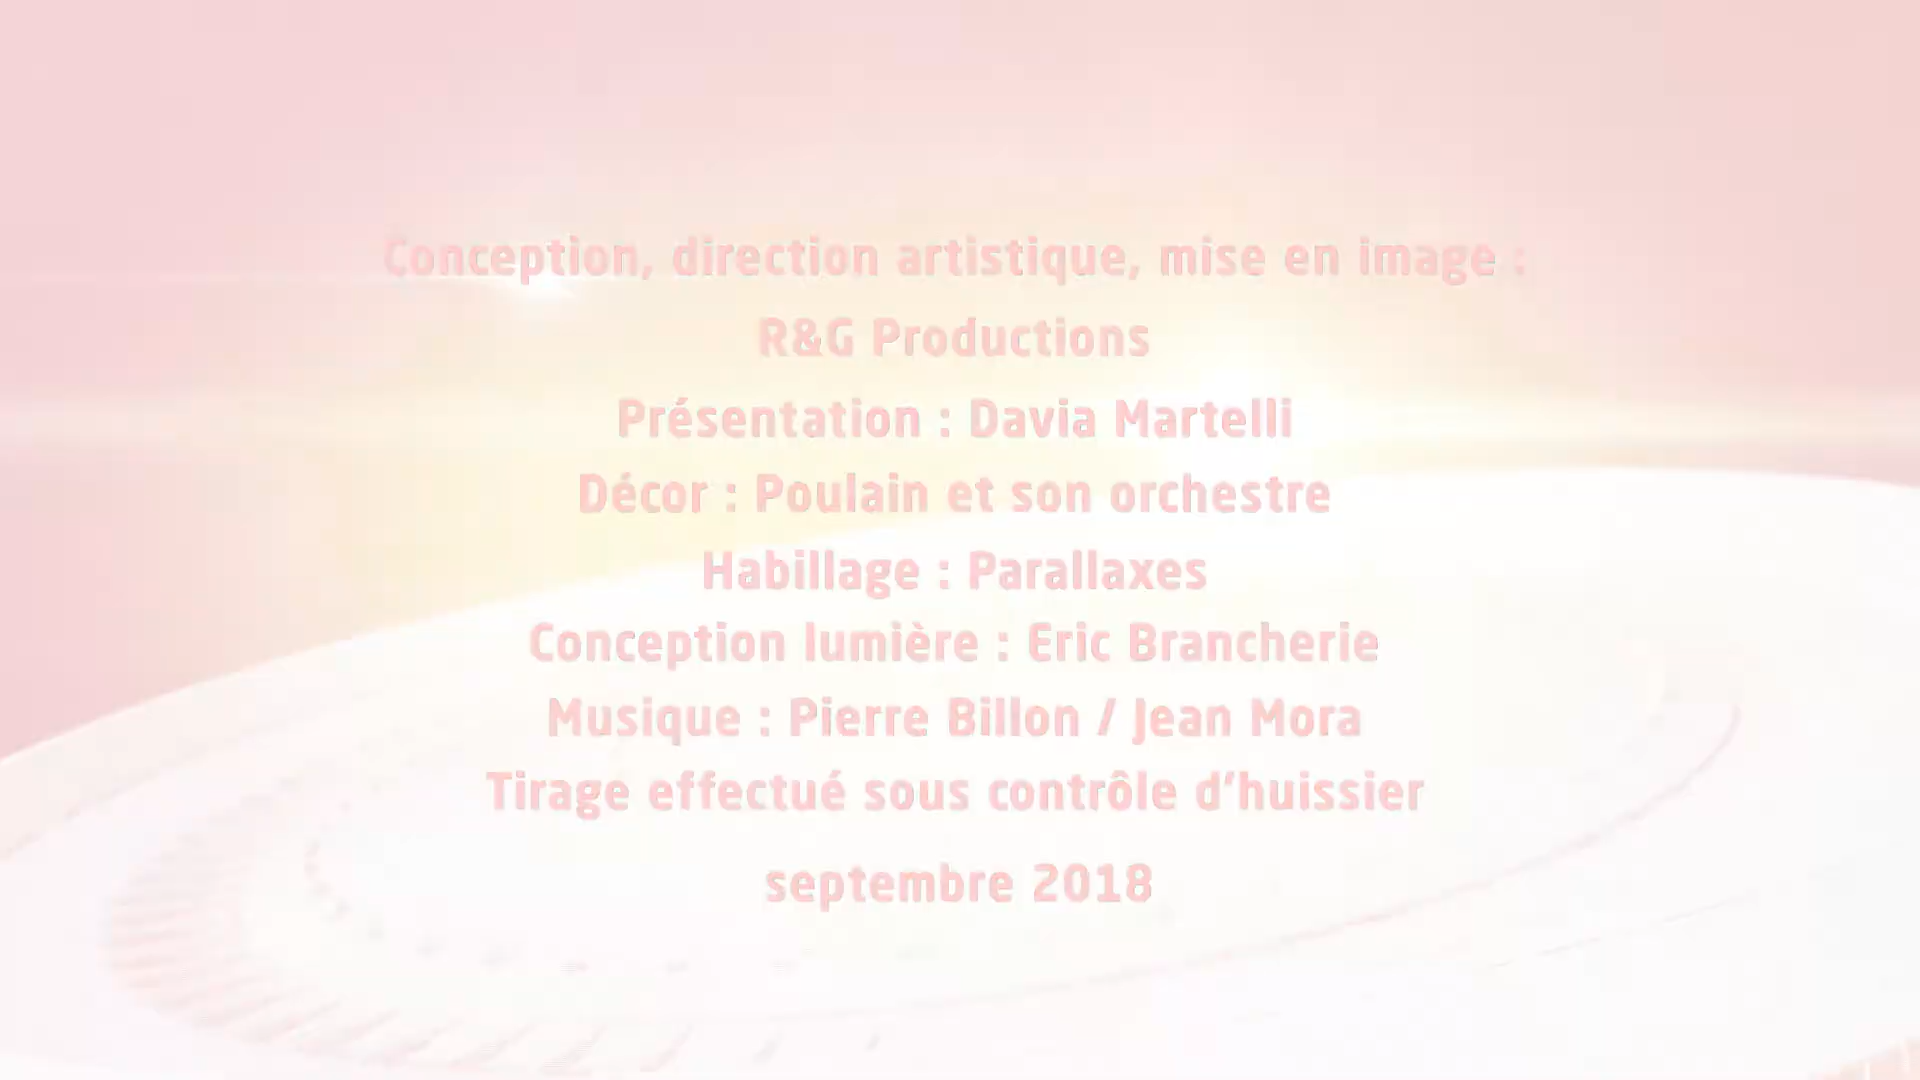 Conception, direction artistique, mise en image :
R&G Productions
Présentation : Davia Martelli
Décor : Poulain et son orchestre
Habillage : Parallaxes
Conception lumière : Eric Brancherie
Musique : Pierre Billon / Jean Mora
Tirage effectué sous contrôle d'huissier
septembre 2018